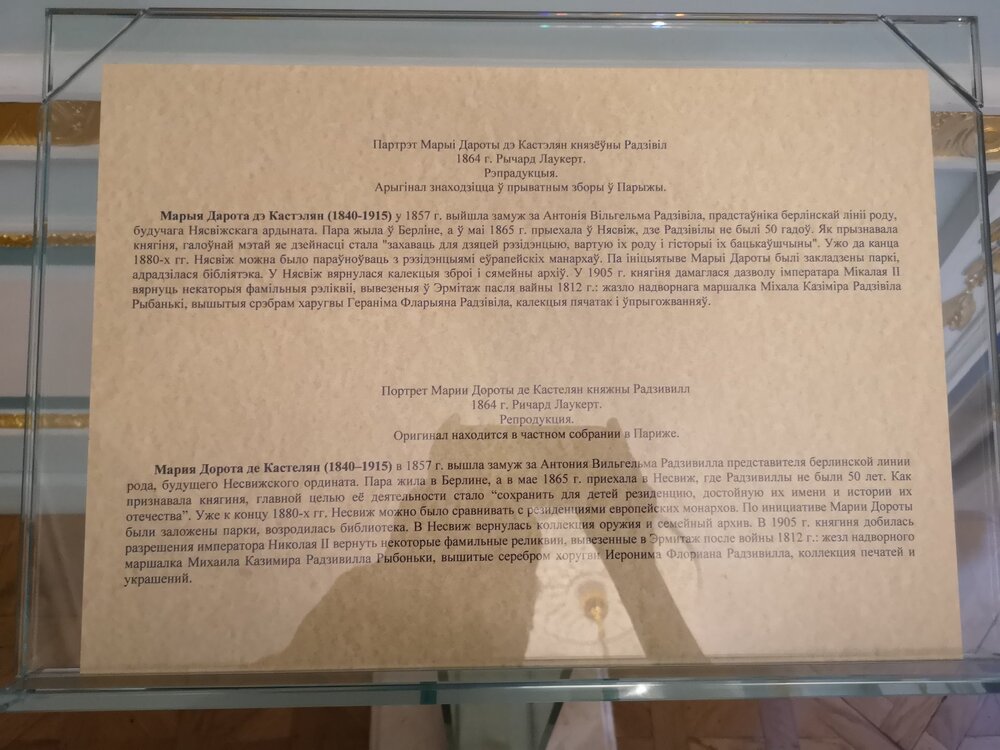 Партрэт Марыі Дароты дэ Кастэлян князёўны Радзівіл
1864 г. Рычард Лаукерт.
Рэпрадукцыя.
Арыгінал знаходзіцца ў прыватным зборы ў Парыжы.
Марыя Дарота дэ Кастэлян (1840-1915) у 1857 г. выйшла замуж за Антонія Вільгельма Радзівіла, прадстаўніка берлінскай лініі роду,
будучага Нясвіжскага ардыната. Пара жыла ў Берліне, а ў маі 1865 г. прыехала ў Нясвіж, дзе Радзівілы не былі 50 гадоў. Як прызнавала
княгіня, галоўнай мэтай яе дзейнасці стала "захаваць для дзяцей рэзідэнцыю, вартую іх роду і гісторыі іх бацькаўшчыны". Ужо да канца
1880-х гг. Нясвіж можна было параўноўваць з рэзідэнцыямі еўрапейскіх манархаў. Па ініцыятыве Марыі Дароты былі закладзены паркі,
адрадзілася бібліятэка. У Нясвіж вярнулася калекцыя зброі і сямейны архіў. У 1905 г. княгіня дамаглася дазволу імператара Мікалая II
вярнуць некаторыя фамільныя рэліквіі, вывезеныя ў Эрмітаж пасля вайны 1812 г.: жазло надворнага маршалка Міхала Казіміра Радзівіла
Рыбанькі, вышытыя срэбрам харугвы Гераніма Фларыяна Радзівіла, калекцыя пячатак і ўпрыгожванняў.
Портрет Марии Дороты де Кастелян княжны Радзивилл
1864 г. Ричард Лаукерт.
Репродукция.
Оригинал находится в частном собрании в Париже.
Мария Дорота де Кастелян (1840–1915) в 1857 г. вышла замуж за Антония Вильгельма Радзивилла представителя берлинской линии
рода, будущего Несвижского ордината. Пара жила в Берлине, а в мае 1865 г. приехала в Несвиж, где Радзивиллы не были 50 лет. Как
признавала княгиня, главной целью её деятельности стало “сохранить для детей резиденцию, достойную их имени и истории их
отечества”. Уже к концу 1880-х гг. Несвиж можно было сравнивать с резиденциями европейских монархов. По инициативе Марии Дороты
были заложены парки, возродилась библиотека. В Несвиж вернулась коллекция оружия и семейный архив. В 1905 г. княгиня добилась
разрешения императора Николая II вернуть некоторые фамильные реликвии, вывезенные в Эрмитаж после войны 1812 г.: жезл надворного
маршалка Михаила Казимира Радзивилла Рыбоньки, вышитые серебром хоругви Иеронима Флориана Радзивилла, коллекция печатей и
украшений.